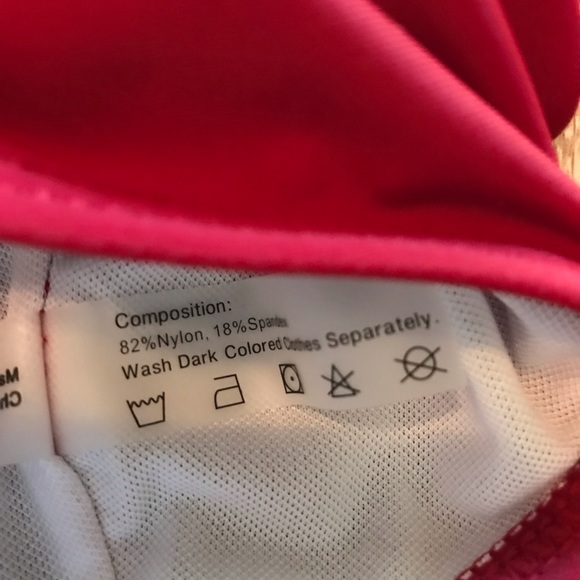 Composition:
82%Nylon, 18%Spandex
Wash Dark Colored Clothes Separately.